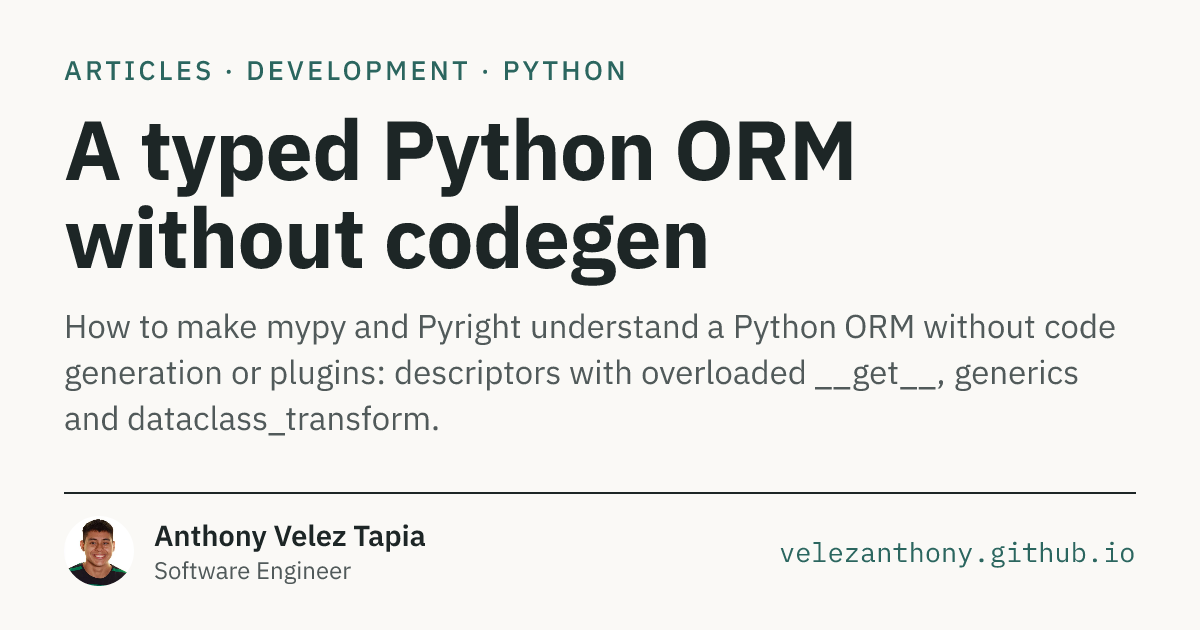 ARTICLES · DEVELOPMENT · PYTHON
A typed Python ORM
without codegen
How to make mypy and Pyright understand a Python ORM without code
generation or plugins: descriptors with overloaded __get__, generics
and dataclass_transform.
Anthony Velez Tapia
Software Engineer
velezanthony.github.io